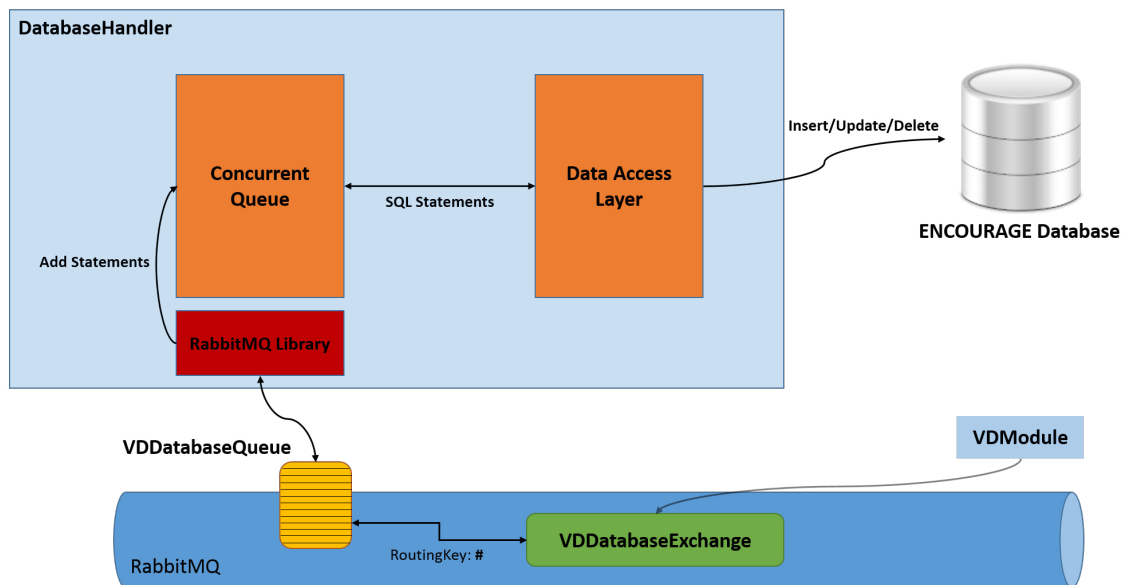 DatabaseHandler
Concurrent
Queue
SQL Statements
Data Access
Layer
Insert/Update/Delete
ENCOURAGE Database
Add Statements
RabbitMQ Library
VDDatabaseQueue
VDModule
RoutingKey: #
VDDatabaseExchange
RabbitMQ